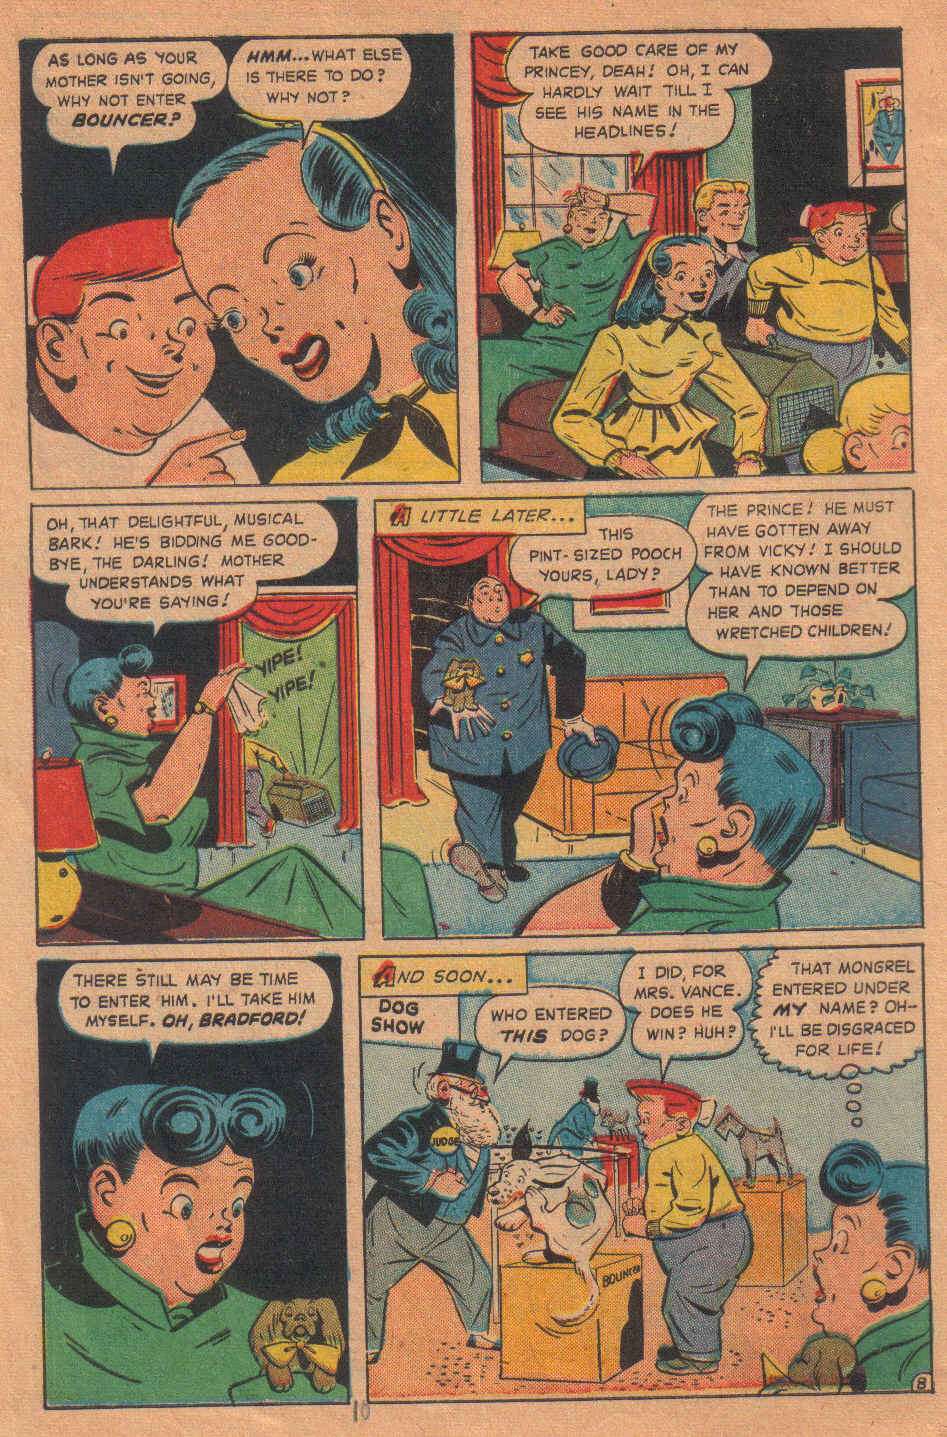 AS LONG AS YOUR
MOTHER ISN'T GOING,
WHY NOT ENTER
BOUNCER?
HMM...WHAT ELSE
IS THERE TO DO?
WHY NOT?
TAKE GOOD CARE OF MY
PRINCEY, DEAH! OH, I CAN
HARDLY WAIT TILL I
SEE HIS NAME IN THE
HEADLINES!
OH, THAT DELIGHTFUL, MUSICAL
BARK! HE'S BIDDING ME GOOD-
BYE, THE DARLING! MOTHER
UNDERSTANDS WHAT
YOU'RE SAYING!
YIPE!
YIPE!
A LITTLE LATER...
THIS
PINT-SIZED POOCH
YOURS, LADY?
THE PRINCE! HE MUST
HAVE GOTTEN AWAY
FROM VICKY! I SHOULD
HAVE KNOWN BETTER
THAN TO DEPEND ON
HER AND THOSE
WRETCHED CHILDREN!
THERE STILL MAY BE TIME
TO ENTER HIM. I'LL TAKE HIM
MYSELF. OH, BRADFORD!
AND SOON...
DOG
SHOW
WHO ENTERED
THIS DOG?
I DID, FOR
MRS. VANCE.
DOES HE
WIN? HUH?
THAT MONGREL
ENTERED UNDER
MY NAME? OH-
I'LL BE DISGRACED
FOR LIFE!
JUDGE
BOUNCER
8
10